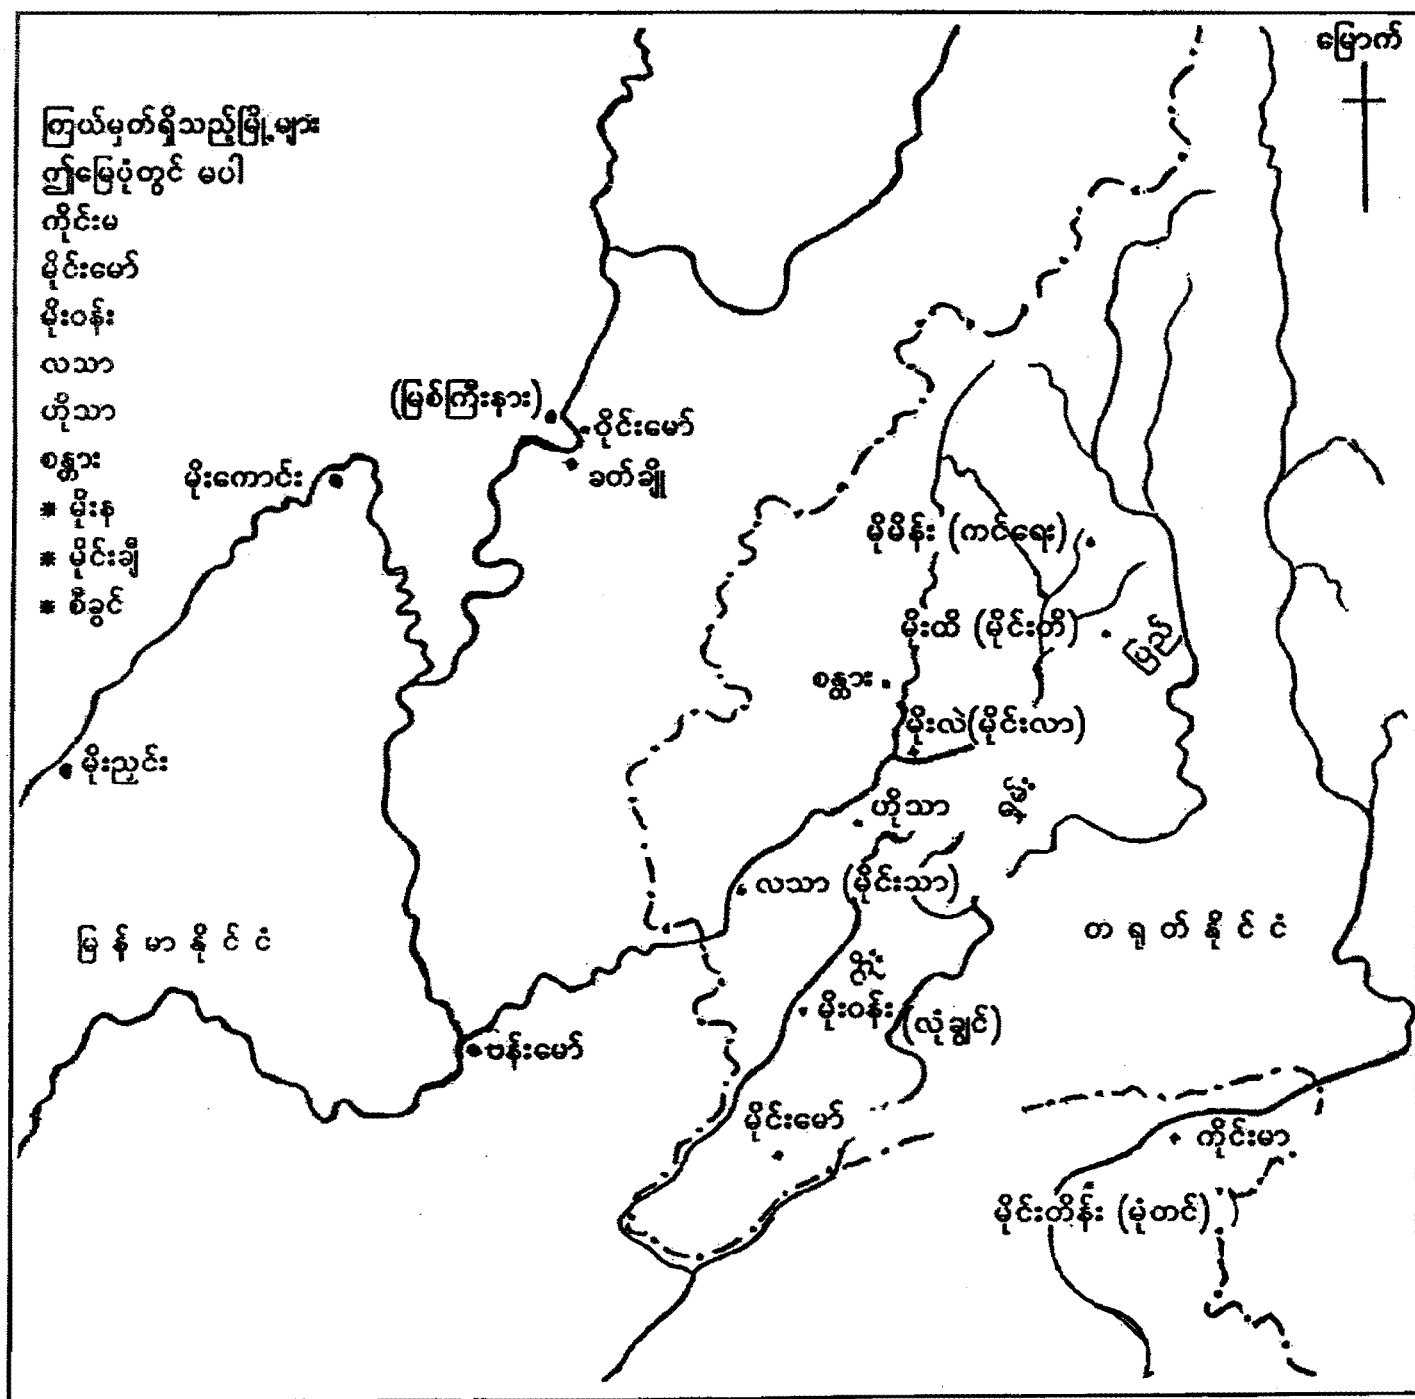 မြောက်
ကြယ်မှတ်ရှိသည့်မြို့များ
ဤမြေပုံတွင် မပါ
ကိုင်းမ
မိုင်းမော်
မိုးဝန်း
လသာ
ဟိုသာ
စန္တား
* မိုးန
* မိုင်းချီ
* စီခွင်
(မြစ်ကြီးနား)
ဝိုင်းမော်
ခတ်ချို
မိုးကောင်း
မိုမိန်း (ကင်ရေး)
မိုးထိ (မိုင်းတီ)
ပြည်
စန္ထား
မိုးလဲ(မိုင်းလာ)
မိုးညှင်း
ဟိုသာ
ရှမ်း
လသာ (မိုင်းသာ)
မြန်မာနိုင်ငံ
တရုတ်နိုင်ငံ
မိုးဝန်း (လုံချွင်)
ဗန်းမော်
မိုင်းမော်
ကိုင်းမာ
မိုင်းတိန်း (မုံတင်)